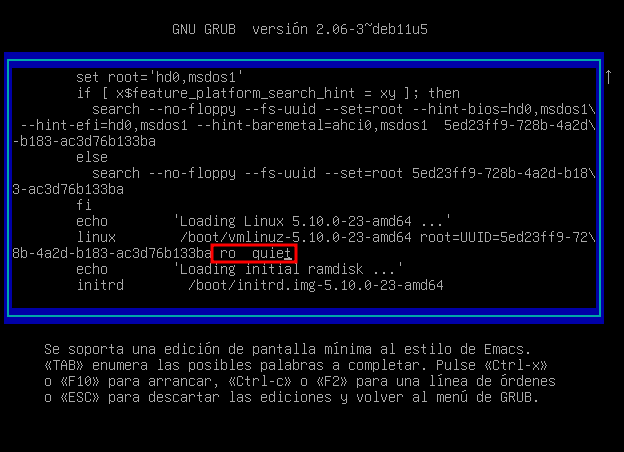 GNU GRUB  versión 2.06-3~deb11u5
set root='hd0,msdos1'
if [ x$feature_platform_search_hint = xy ]; then
search --no-floppy --fs-uuid --set=root --hint-bios=hd0,msdos1\
--hint-efi=hd0,msdos1 --hint-baremetal=ahci0,msdos1  5ed23ff9-728b-4a2d\
-b183-ac3d76b133ba
else
search --no-floppy --fs-uuid --set=root 5ed23ff9-728b-4a2d-b18\
3-ac3d76b133ba
fi
echo        'Loading Linux 5.10.0-23-amd64 ...'
linux        /boot/vmlinuz-5.10.0-23-amd64 root=UUID=5ed23ff9-72\
8b-4a2d-b183-ac3d76b133ba ro  quiet
echo        'Loading initial ramdisk ...'
initrd        /boot/initrd.img-5.10.0-23-amd64
↑
Se soporta una edición de pantalla mínima al estilo de Emacs.
«TAB» enumera las posibles palabras a completar. Pulse «Ctrl-x»
o «F10» para arrancar, «Ctrl-c» o «F2» para una línea de órdenes
o «ESC» para descartar las ediciones y volver al menú de GRUB.